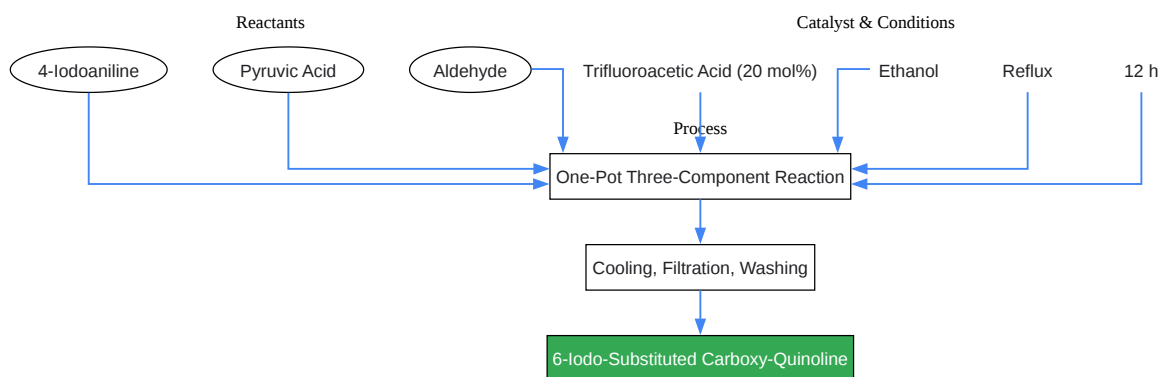 Reactants
Catalyst & Conditions
4-Iodoaniline
Pyruvic Acid
Aldehyde
Trifluoroacetic Acid (20 mol%)
Ethanol
Reflux
12 h
Process
One-Pot Three-Component Reaction
Cooling, Filtration, Washing
6-Iodo-Substituted Carboxy-Quinoline